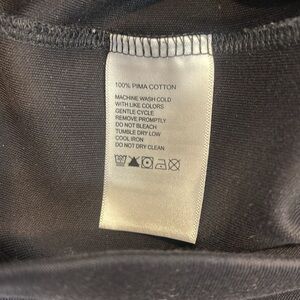 100% PIMA COTTON
MACHINE WASH COLD
WITH LIKE COLORS
GENTLE CYCLE
REMOVE PROMPTLY
DO NOT BLEACH
TUMBLE DRY LOW
COOL IRON
DO NOT DRY CLEAN